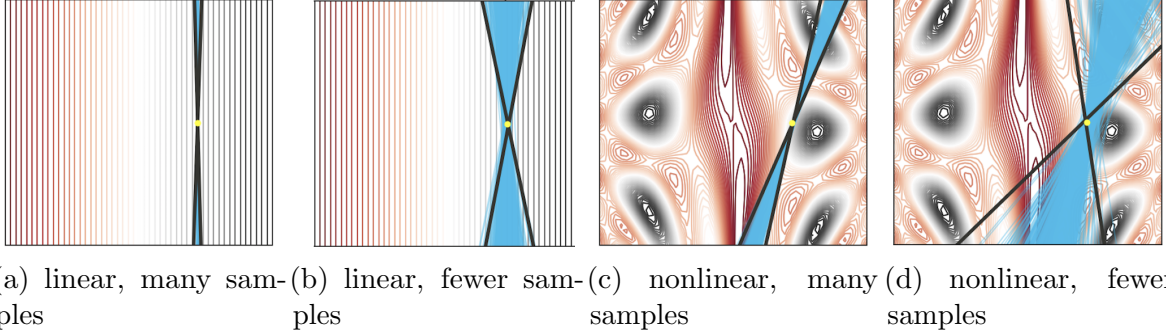 a) linear, many sam-
ples
(b) linear, fewer sam-
ples
(c) nonlinear, many
samples
(d) nonlinear, fewer
samples